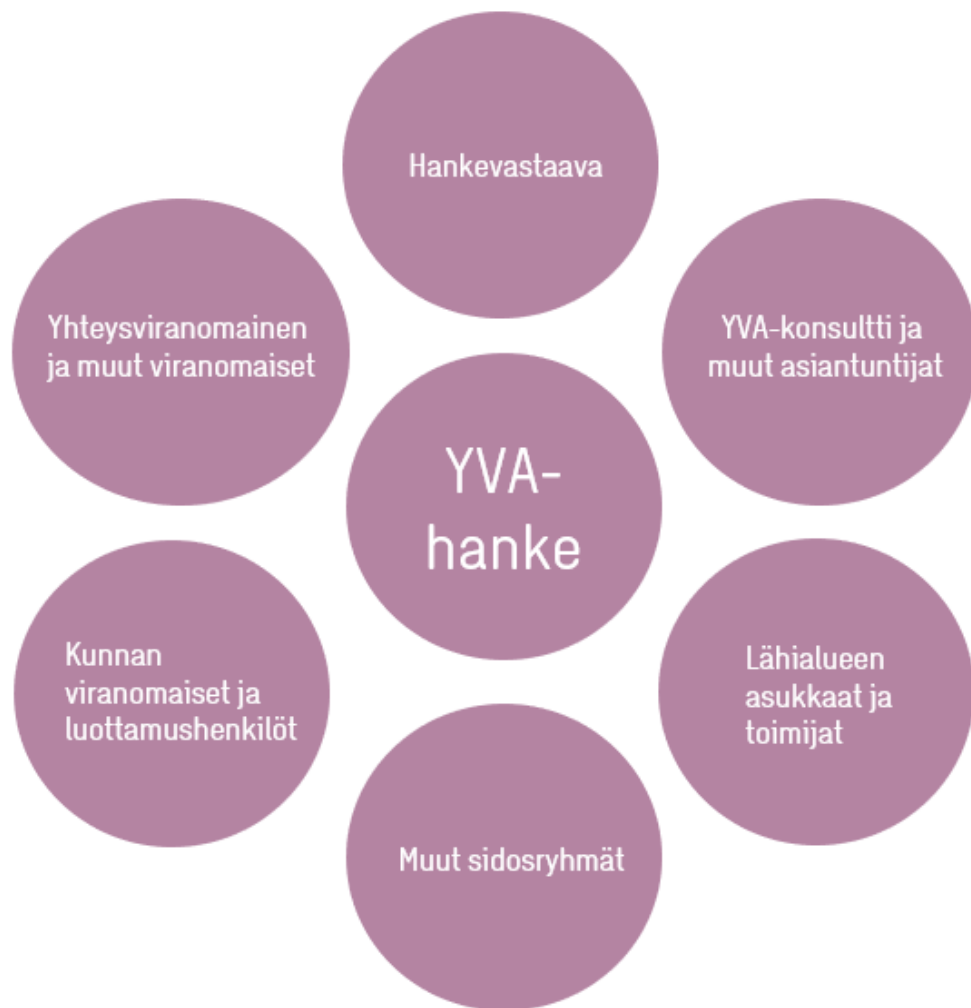 Hankevastaava
Yhteysviranomainen
ja muut viranomaiset
YVA-konsultti ja
muut asiantuntijat
YVA-
hanke
Kunnan
viranomaiset ja
luottamushenkilöt
Lähialueen
asukkaat ja
toimijat
Muut sidosryhmät